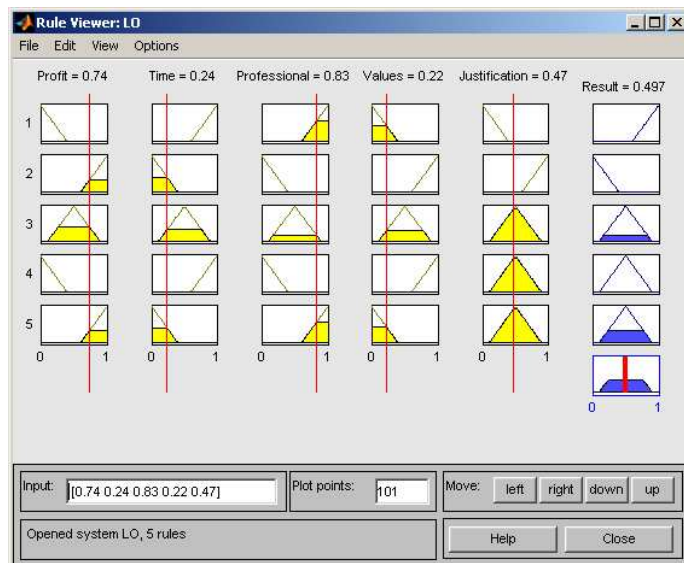 Rule Viewer: LO
File Edit View Options
Profit = 0.74 Time = 0.24 Professional = 0.83 Values = 0.22 Justification = 0.47 Result = 0.497
1
2
3
4
5
0 1 0 1 0 1 0 1 0 1
0 1
Input: [0.74 0.24 0.83 0.22 0.47] Plot points: 101 Move: left right down up
Opened system LO, 5 rules Help Close